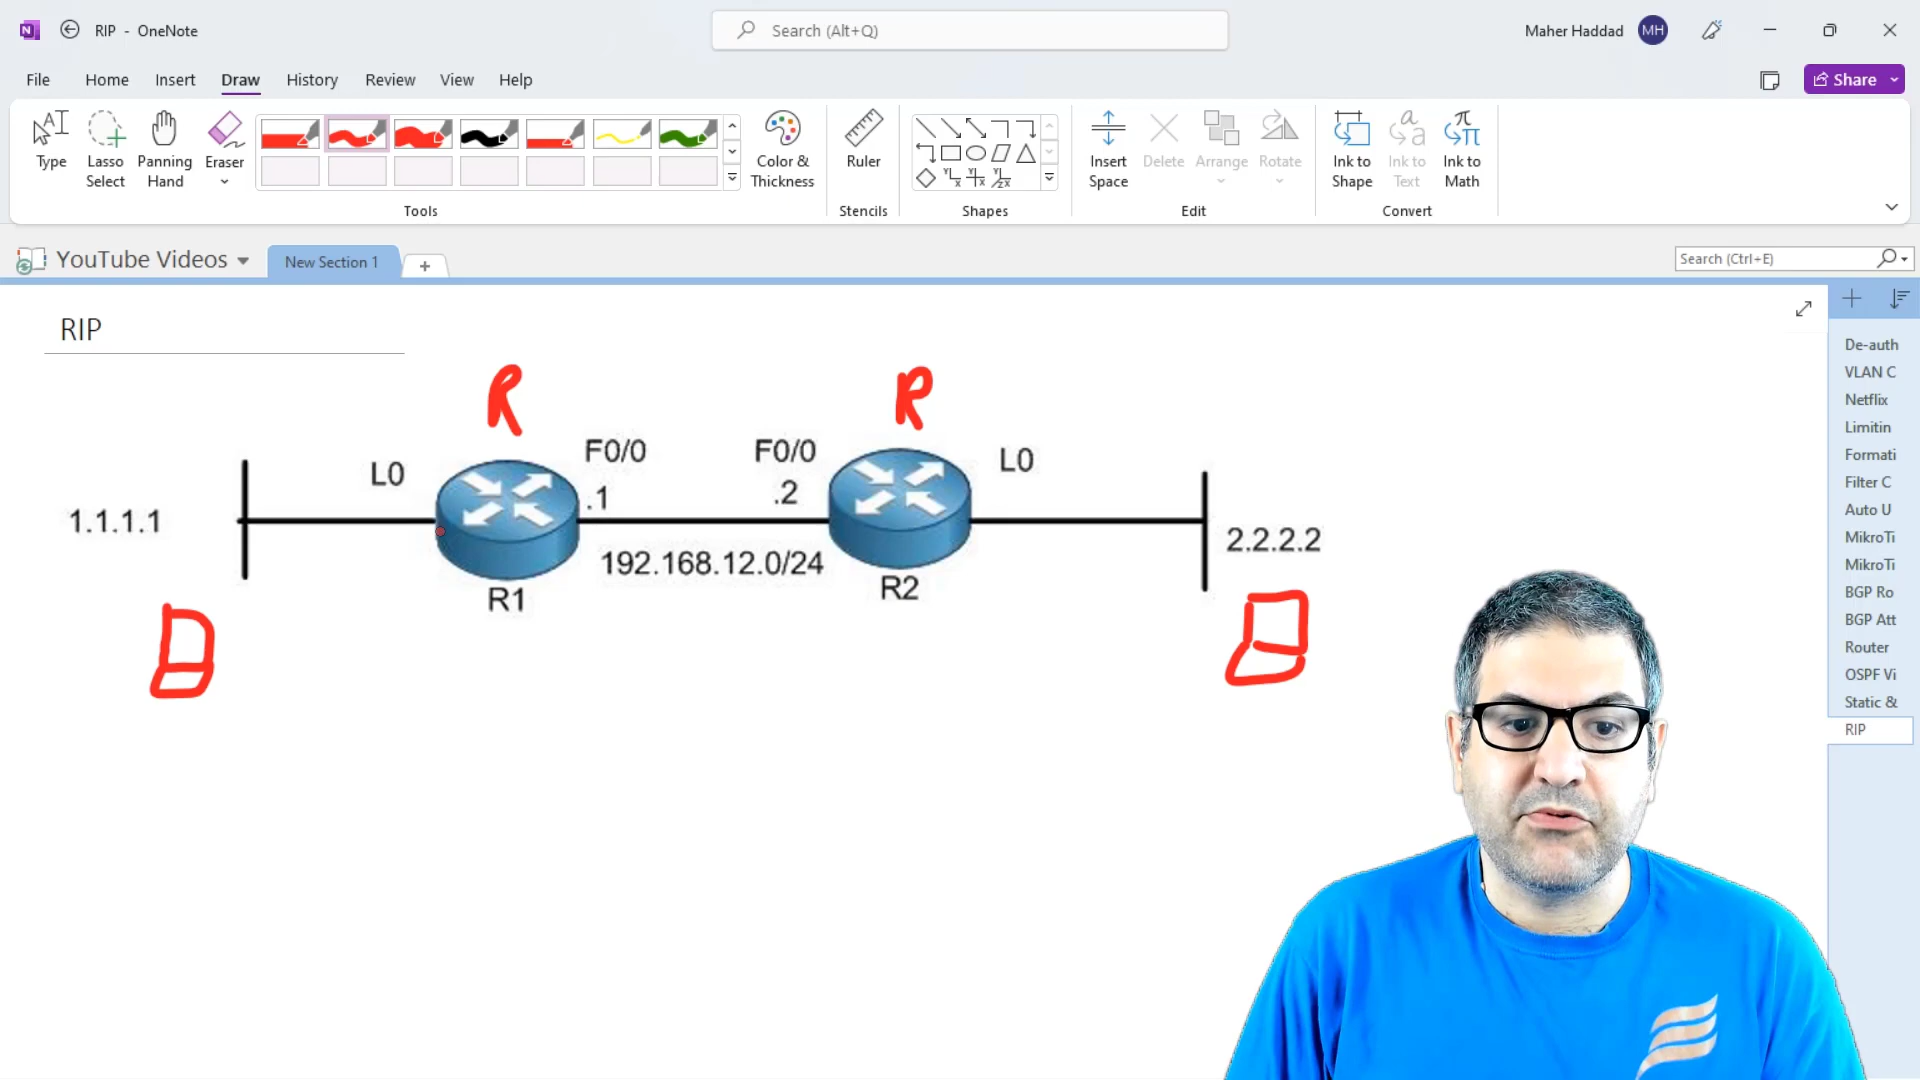 RIP - OneNote
Search (Alt+Q)
Maher Haddad MH
File Home Insert Draw History Review View Help
Share
Type
Lasso Select
Panning Hand
Eraser
Color & Thickness
Ruler
Insert Space
Delete
Arrange
Rotate
Ink to Shape
Ink to Text
Ink to Math
Tools
Stencils
Shapes
Edit
Convert
YouTube Videos
New Section 1
Search (Ctrl+E)
RIP
R
R
F0/0
F0/0
L0
L0
.1
.2
1.1.1.1
2.2.2.2
192.168.12.0/24
R1
R2
De-auth
VLAN C
Netflix
Limitin
Formati
Filter C
Auto U
MikroTi
MikroTi
BGP Ro
BGP Att
Router
OSPF Vi
Static &
RIP